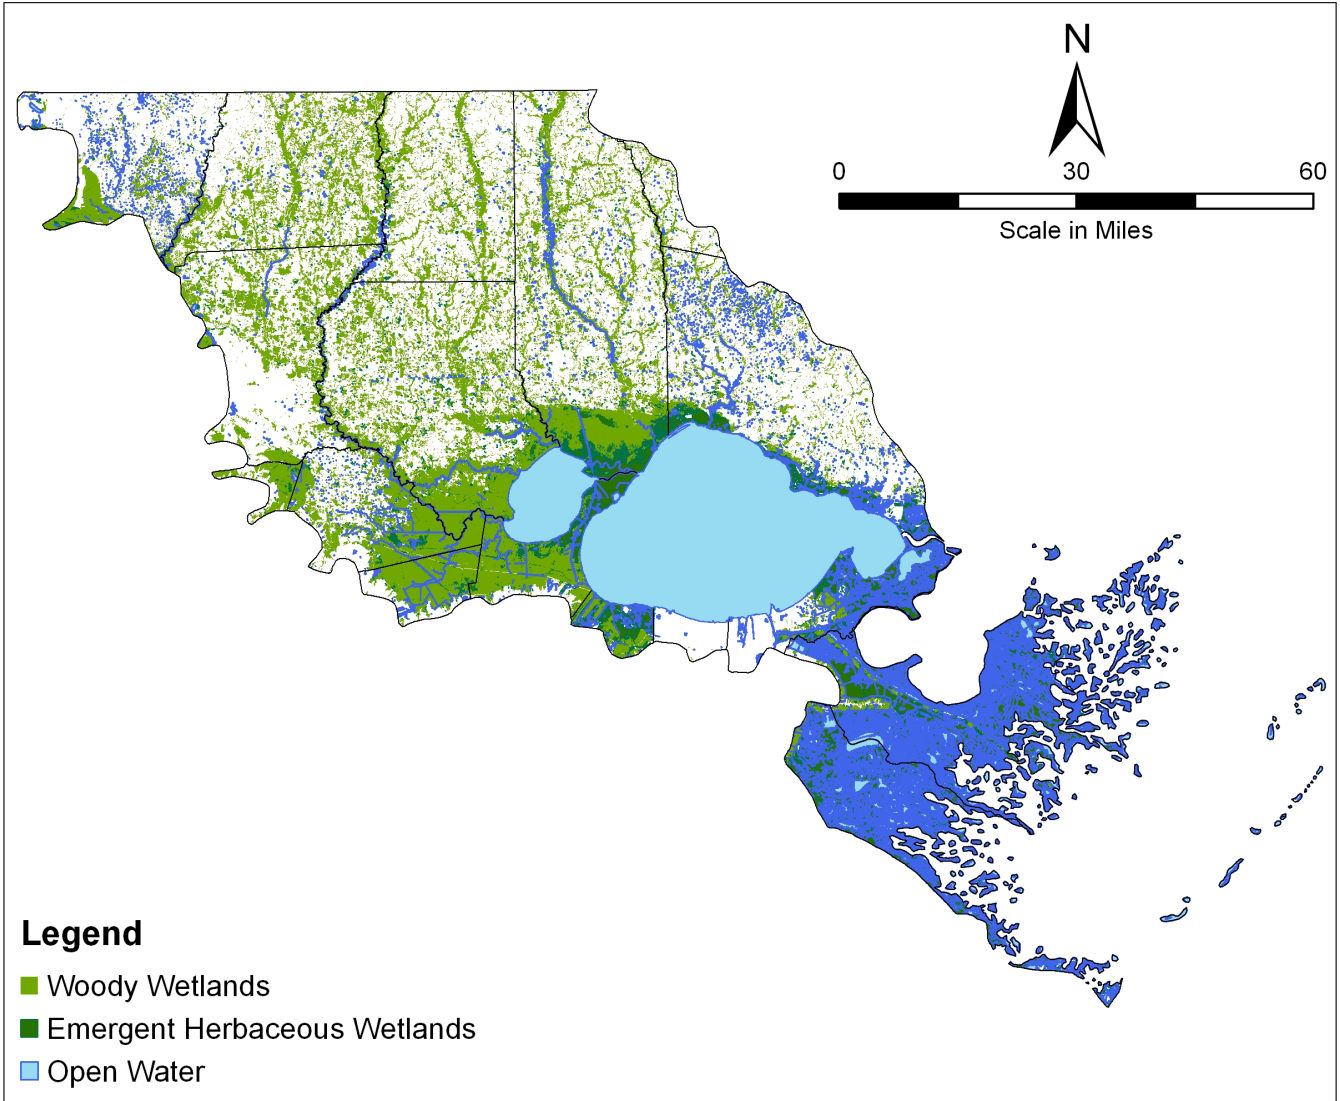 N
0 30 60
Scale in Miles
Legend
Woody Wetlands
Emergent Herbaceous Wetlands
Open Water